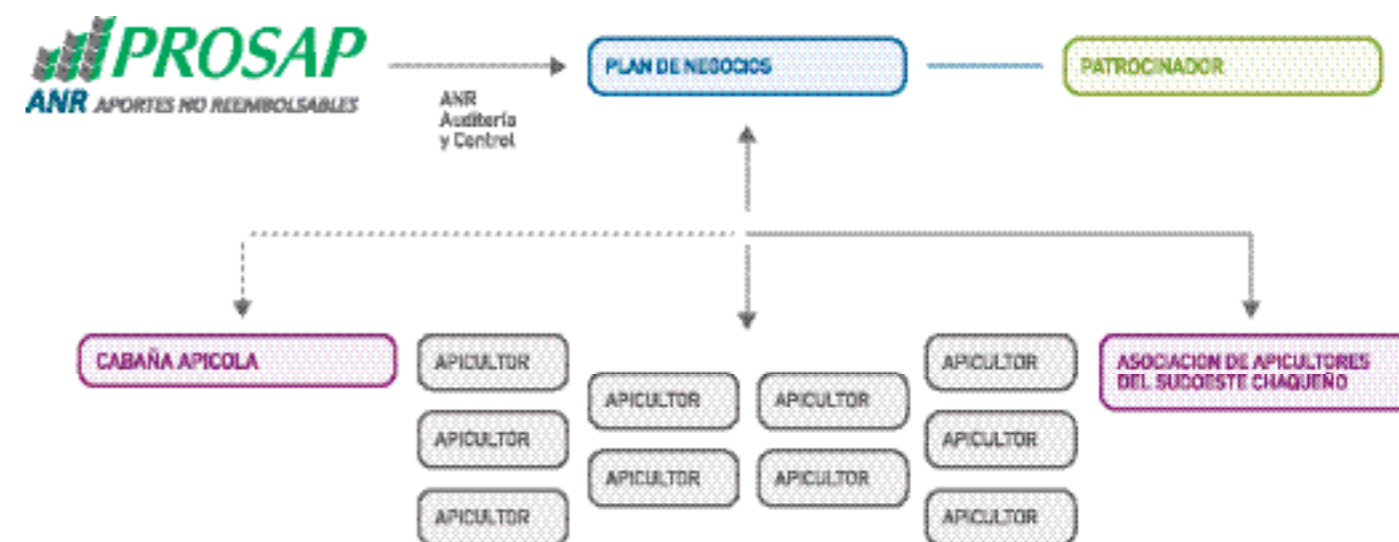 PROSAP
ANR APORTES NO REEMBOLSABLES
ANR
Auditoría
y Control
PLAN DE NEGOCIOS
PATROCINADOR
CABAÑA APICOLA
APICULTOR
APICULTOR
APICULTOR
APICULTOR
APICULTOR
APICULTOR
APICULTOR
APICULTOR
APICULTOR
APICULTOR
ASOCIACION DE APICULTORES
DEL SUDOESTE CHAQUEÑO